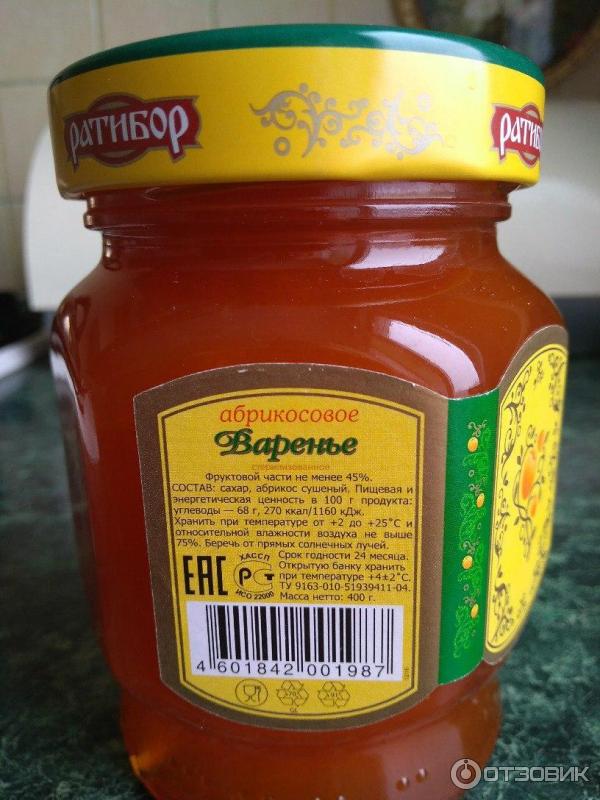 РАТИБОР
РАТИБОР
абрикосовое
Варенье
стерилизованное
Фруктовой части не менее 45%.
СОСТАВ: сахар, абрикос сушеный. Пищевая и
энергетическая ценность в 100 г продукта:
углеводы — 68 г, 270 ккал/1160 кДж.
Хранить при температуре от +2 до +25°С и
относительной влажности воздуха не выше
75%. Беречь от прямых солнечных лучей.
Срок годности 24 месяца.
Открытую банку хранить
при температуре +4±2°С.
ТУ 9163-010-51939411-04.
Масса нетто: 400 г.
ЕАС
ХАССП
РСТ
ИСО 22000
4 601842 001987
ОТЗОВИК